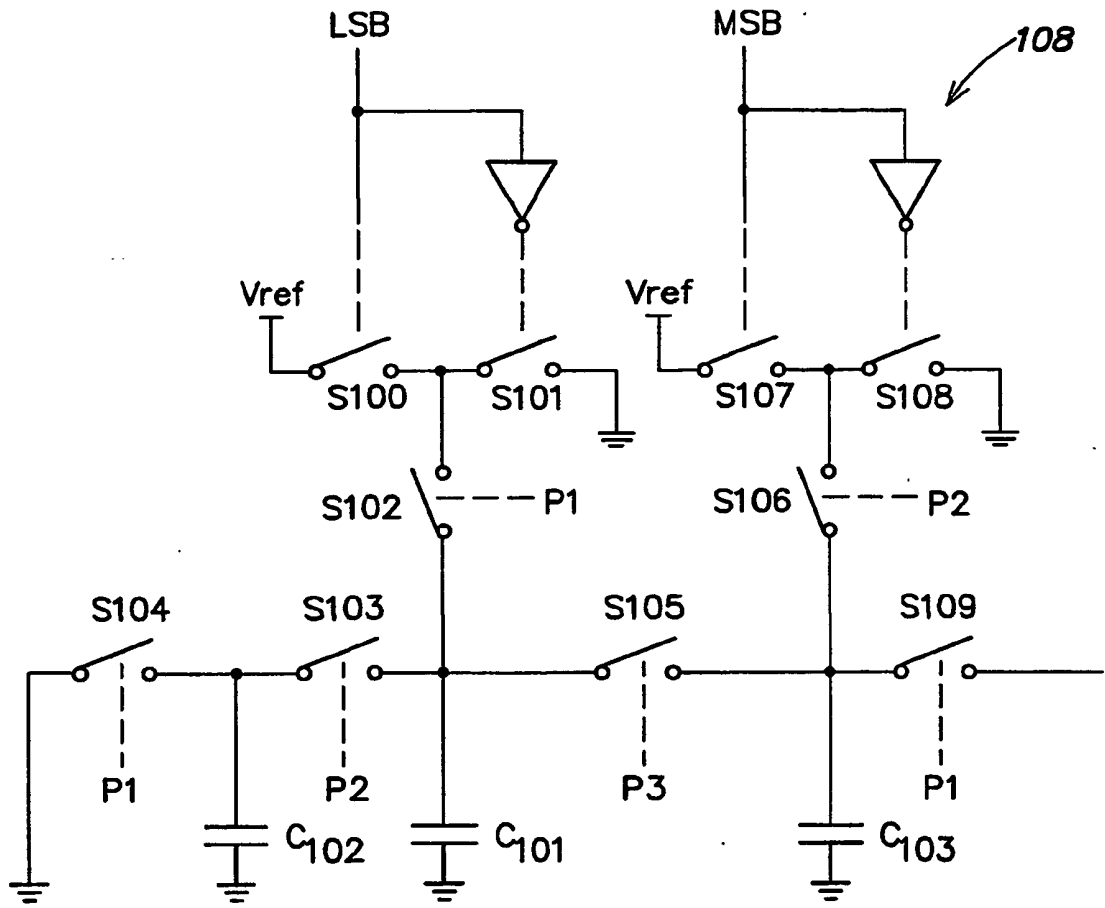 LSB
MSB
108
Vref
Vref
S100
S101
S107
S108
S102
P1
S106
P2
S104
S103
S105
S109
P1
P2
P3
P1
C102
C101
C103